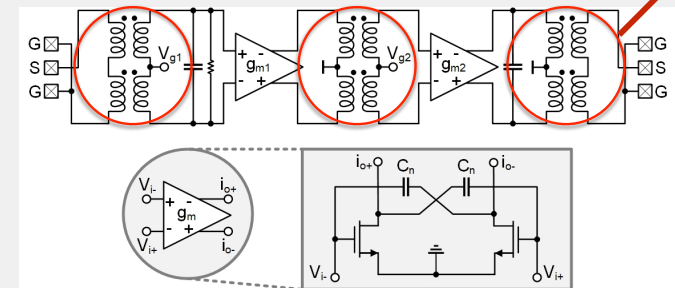 G
S
G
Vg1
+ -
gm1
- +
Vg2
+ -
gm2
- +
G
S
G
Vi-
Vi+
+ -
gm
- +
io+
io-
io+
Cn
Cn
io-
Vi-
Vi+